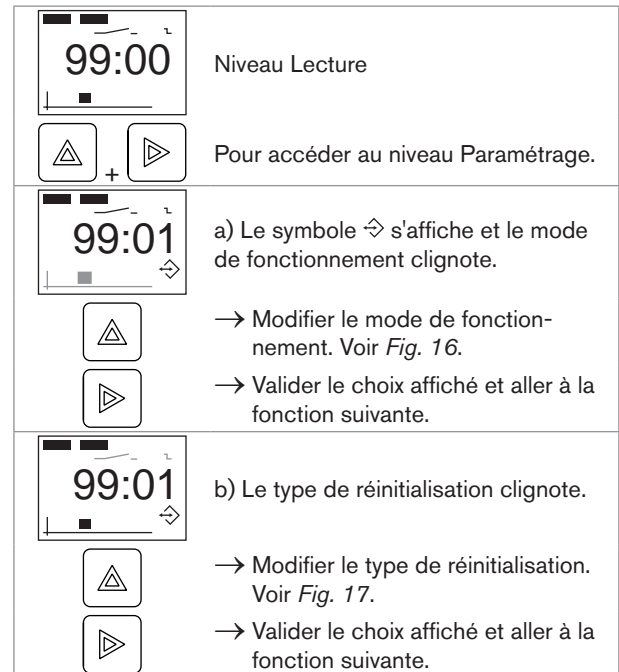 99:00
Niveau Lecture
+
Pour accéder au niveau Paramétrage.
99:01
a) Le symbole s'affiche et le mode
de fonctionnement clignote.
→ Modifier le mode de fonction-
nement. Voir Fig. 16.
→ Valider le choix affiché et aller à la
fonction suivante.
99:01
b) Le type de réinitialisation clignote.
→ Modifier le type de réinitialisation.
Voir Fig. 17.
→ Valider le choix affiché et aller à la
fonction suivante.